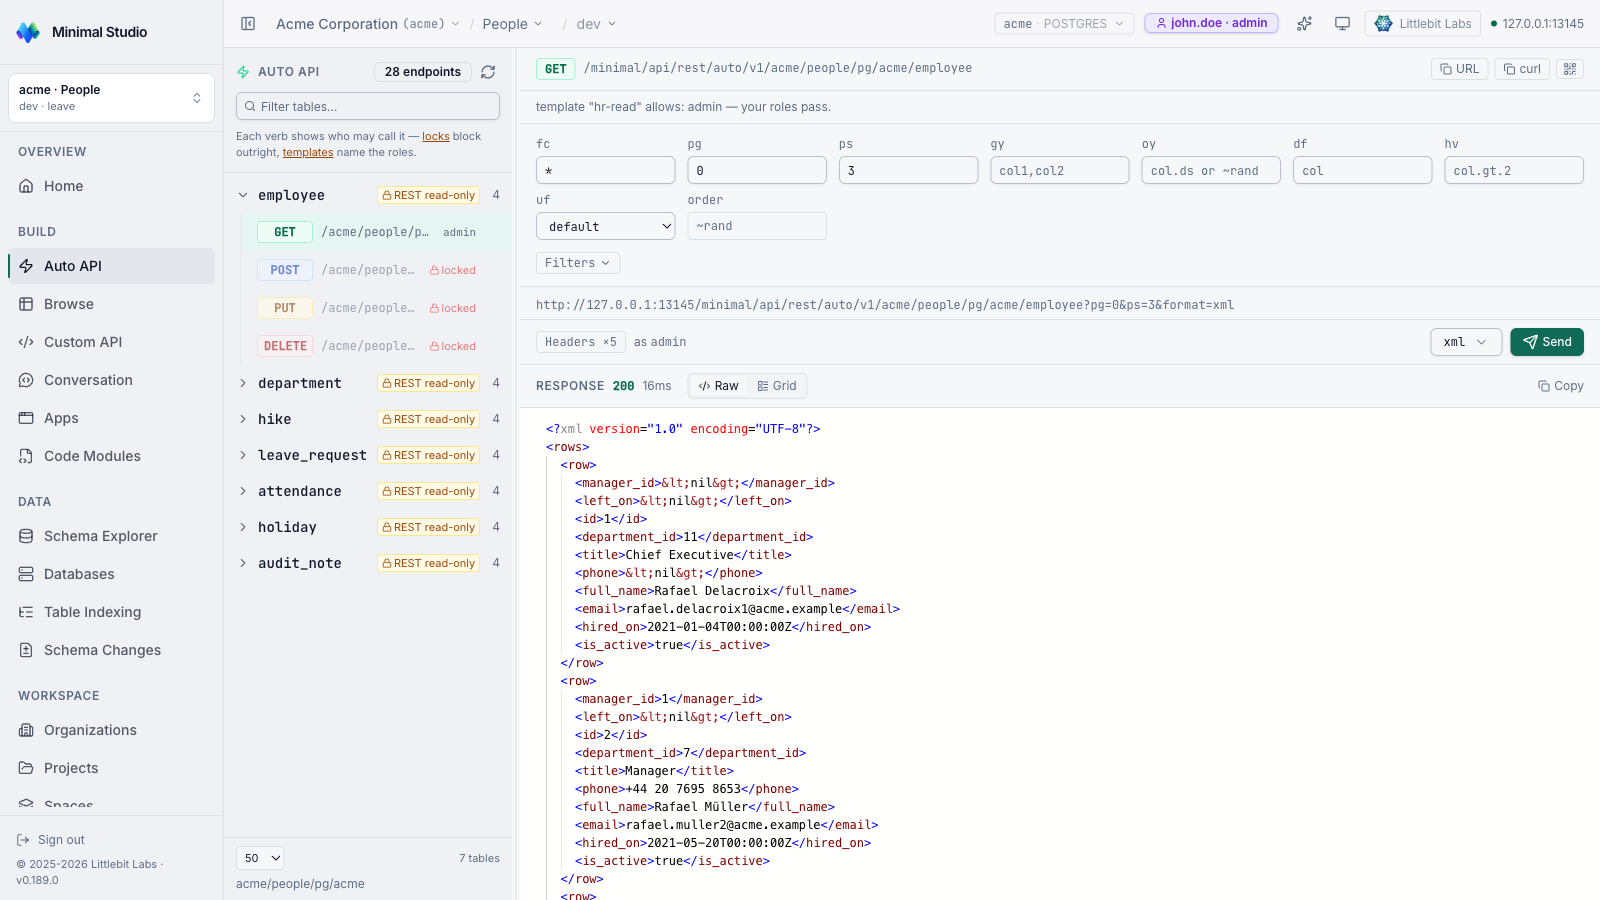 Minimal Studio
acme · People
dev · leave
OVERVIEW
Home
BUILD
Auto API
Browse
Custom API
Conversation
Apps
Code Modules
DATA
Schema Explorer
Databases
Table Indexing
Schema Changes
WORKSPACE
Organizations
Projects
Spaces
Sign out
© 2025-2026 Littlebit Labs ·
v0.189.0
Acme Corporation (acme) / People / dev
acme · POSTGRES
john.doe · admin
Littlebit Labs
127.0.0.1:13145
AUTO API
28 endpoints
Filter tables...
Each verb shows who may call it — locks block
outright, templates name the roles.
employee REST read-only 4
GET /acme/people/p… admin
POST /acme/people… locked
PUT /acme/people… locked
DELETE /acme/people… locked
department REST read-only 4
hike REST read-only 4
leave_request REST read-only 4
attendance REST read-only 4
holiday REST read-only 4
audit_note REST read-only 4
50
7 tables
acme/people/pg/acme
GET /minimal/api/rest/auto/v1/acme/people/pg/acme/employee
URL
curl
template "hr-read" allows: admin — your roles pass.
fc pg ps gy oy df hv
* 0 3 col1,col2 col.ds or ~rand col col.gt.2
uf order
default ~rand
Filters
http://127.0.0.1:13145/minimal/api/rest/auto/v1/acme/people/pg/acme/employee?pg=0&ps=3&format=xml
Headers ×5 as admin
xml
Send
RESPONSE 200 16ms
Raw
Grid
Copy
<?xml version="1.0" encoding="UTF-8"?>
<rows>
<row>
<manager_id>&lt;nil&gt;</manager_id>
<left_on>&lt;nil&gt;</left_on>
<id>1</id>
<department_id>11</department_id>
<title>Chief Executive</title>
<phone>&lt;nil&gt;</phone>
<full_name>Rafael Delacroix</full_name>
<email>rafael.delacroix1@acme.example</email>
<hired_on>2021-01-04T00:00:00Z</hired_on>
<is_active>true</is_active>
</row>
<row>
<manager_id>1</manager_id>
<left_on>&lt;nil&gt;</left_on>
<id>2</id>
<department_id>7</department_id>
<title>Manager</title>
<phone>+44 20 7695 8653</phone>
<full_name>Rafael Müller</full_name>
<email>rafael.muller2@acme.example</email>
<hired_on>2021-05-20T00:00:00Z</hired_on>
<is_active>true</is_active>
</row>
<row>